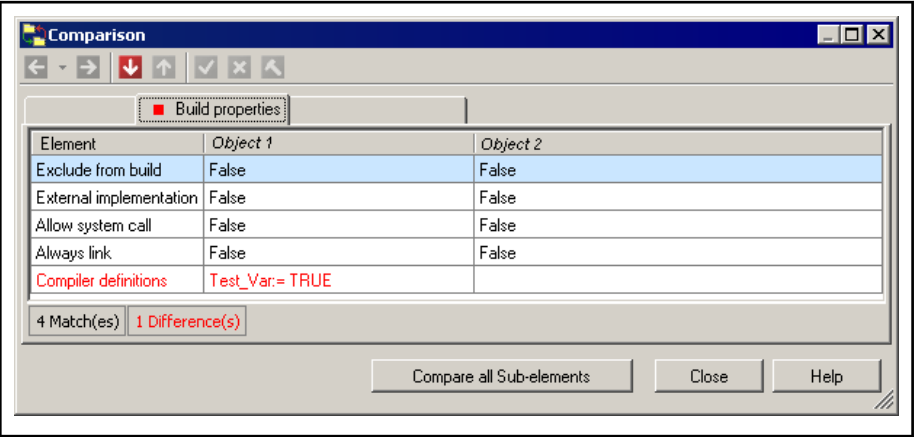 Comparison
Build properties
Element Object 1 Object 2
Exclude from build False False
External implementation False False
Allow system call False False
Always link False False
Compiler definitions Test_Var:= TRUE
4 Match(es) 1 Difference(s)
Compare all Sub-elements Close Help